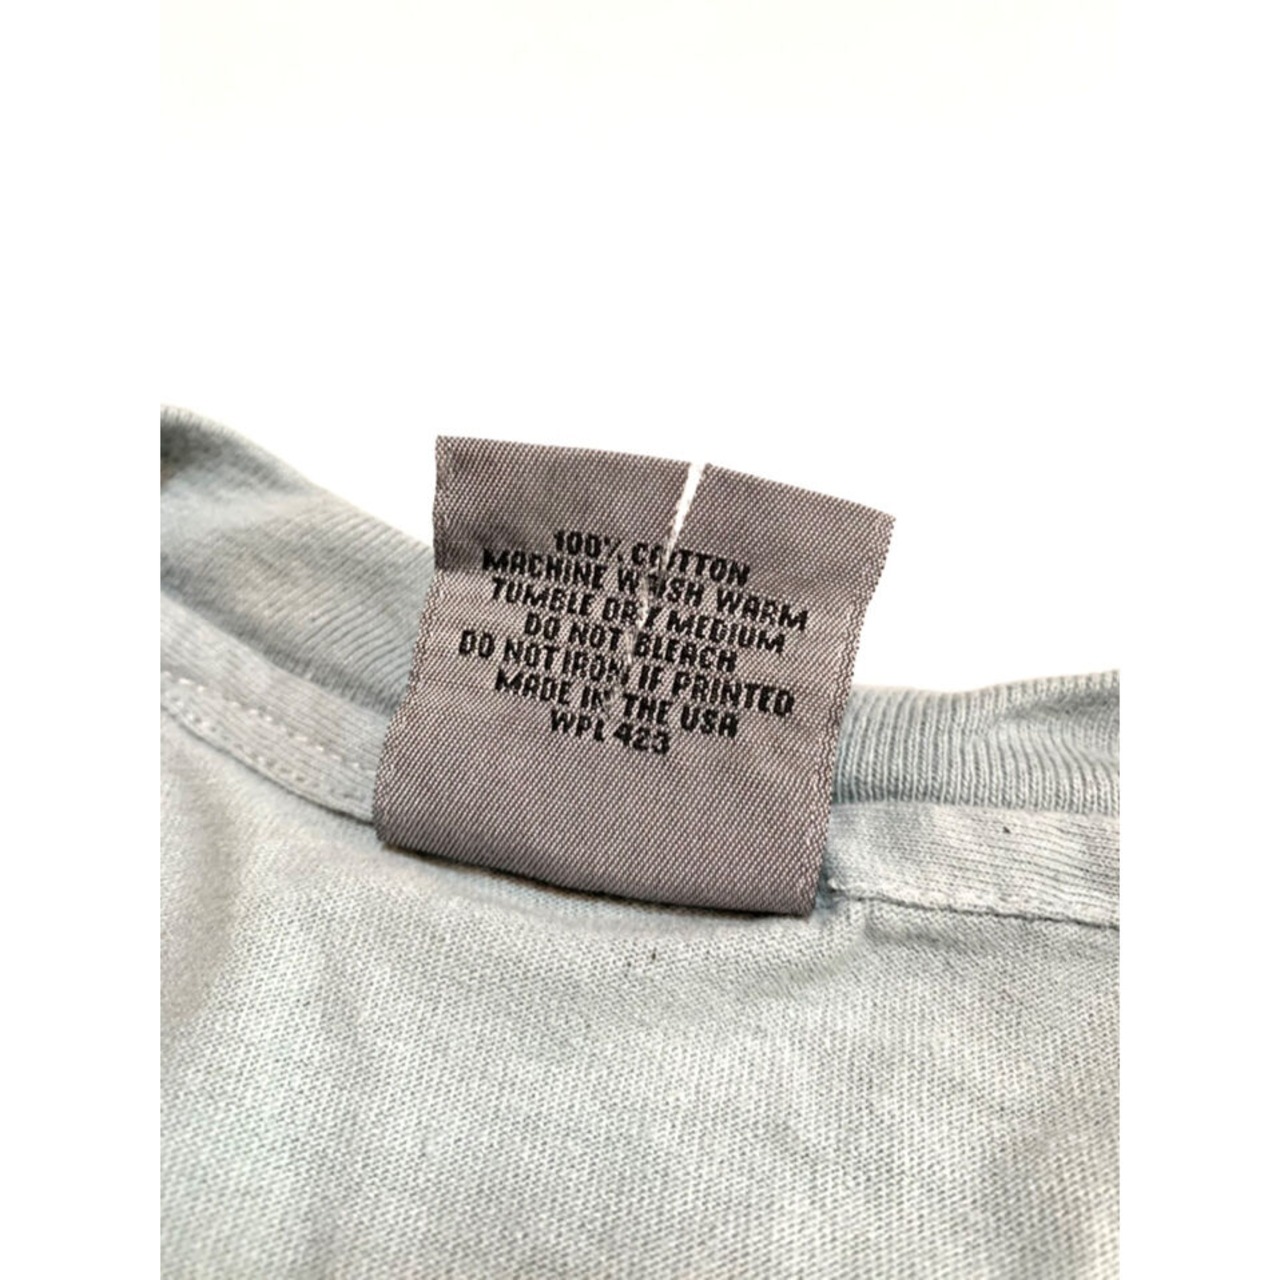 100% COTTON
MACHINE WASH WARM
TUMBLE DRY MEDIUM
DO NOT BLEACH
DO NOT IRON IF PRINTED
MADE IN THE USA
WPL 423